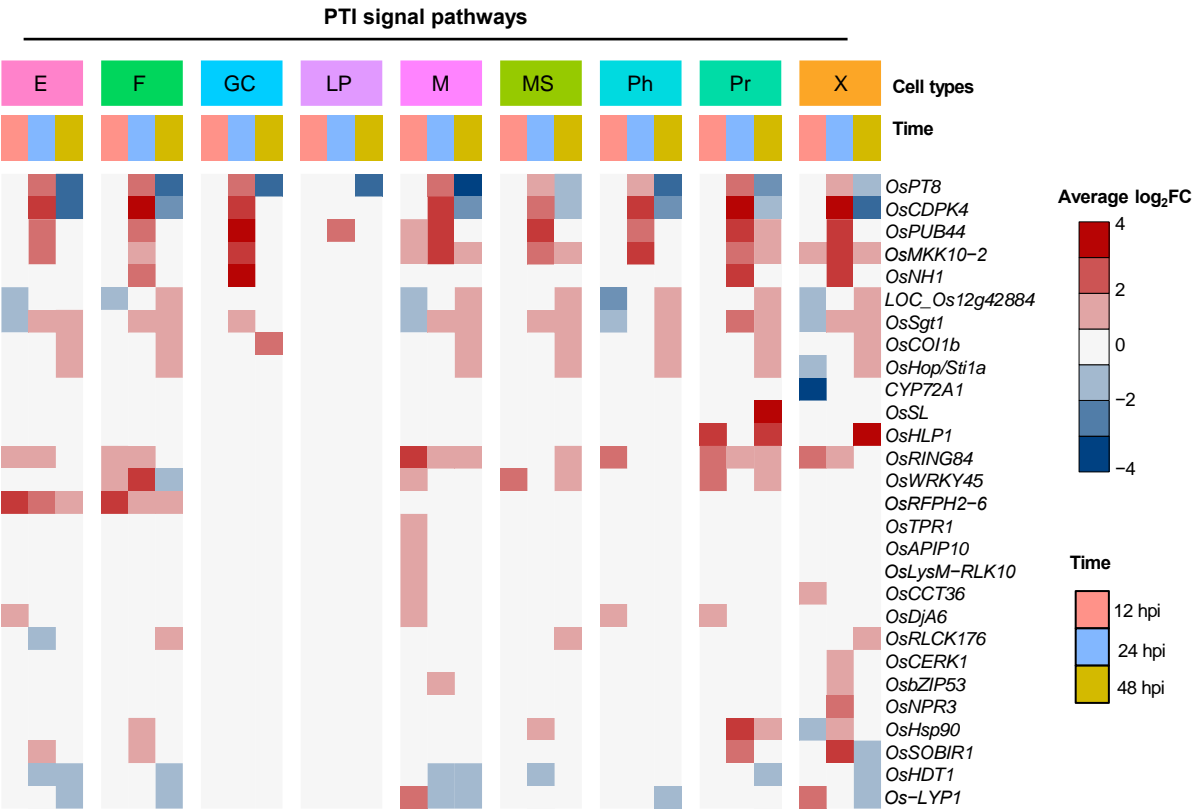 PTI signal pathways
E F GC LP M MS Ph Pr X Cell types
Time
OsPT8
OsCDPK4
OsPUB44
OsMKK10−2
OsNH1
LOC_Os12g42884
OsSgt1
OsCOI1b
OsHop/Sti1a
CYP72A1
OsSL
OsHLP1
OsRING84
OsWRKY45
OsRFPH2−6
OsTPR1
OsAPIP10
OsLysM−RLK10
OsCCT36
OsDjA6
OsRLCK176
OsCERK1
OsbZIP53
OsNPR3
OsHsp90
OsSOBIR1
OsHDT1
Os−LYP1
Average log₂FC
4
2
0
−2
−4
Time
12 hpi
24 hpi
48 hpi